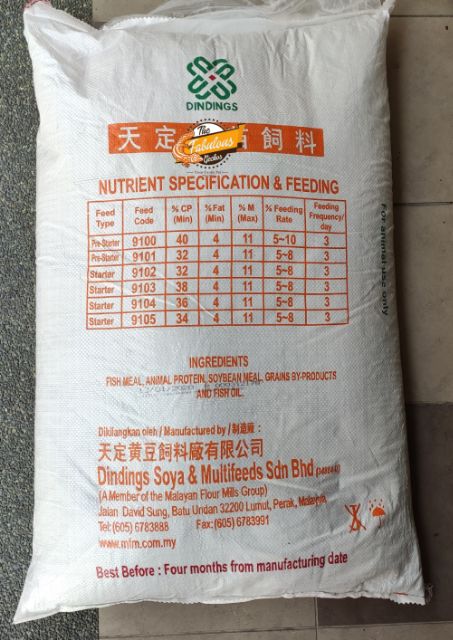 DINDINGS
天定
飼料
The
Fabulous
NUTRIENT SPECIFICATION & FEEDING
Feed Type Feed Code % CP (Min) % Fat (Min) % M (Max) % Feeding Rate Feeding Frequency/ day
Pre-Starter 9100 40 4 11 5~10 3
Pre-Starter 9101 32 4 11 5~8 3
Starter 9102 32 4 11 5~8 3
Starter 9103 38 4 11 5~8 3
Starter 9104 36 4 11 5~8 3
Starter 9105 34 4 11 5~8 3
For animal use only
INGREDIENTS
FISH MEAL, ANIMAL PROTEIN, SOYBEAN MEAL, GRAINS BY-PRODUCTS
AND FISH OIL.
Dikilangkan oleh / Manufactured by / 制造廠 :
天定黄豆飼料廠有限公司
Dindings Soya & Multifeeds Sdn Bhd
(A Member of the Malayan Flour Mills Group)
Jalan David Sung, Batu Undan 32200 Lumut, Perak, Malaysia
Tel: (605) 6783888 Fax: (605) 6783991
www.mfm.com.my
Best Before : Four months from manufacturing date